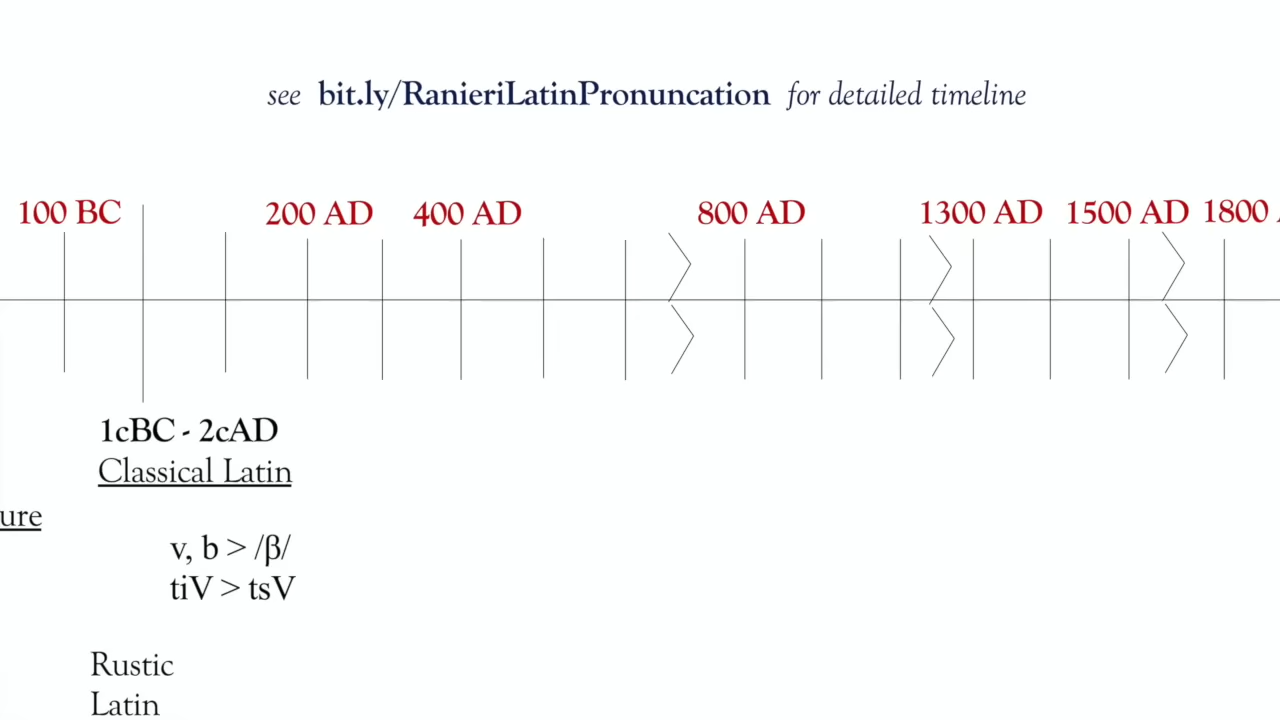 see bit.ly/RanieriLatinPronuncation for detailed timeline
100 BC 200 AD 400 AD 800 AD 1300 AD 1500 AD 1800
1cBC - 2cAD
Classical Latin
ure
v, b > /β/
tiV > tsV
Rustic
Latin